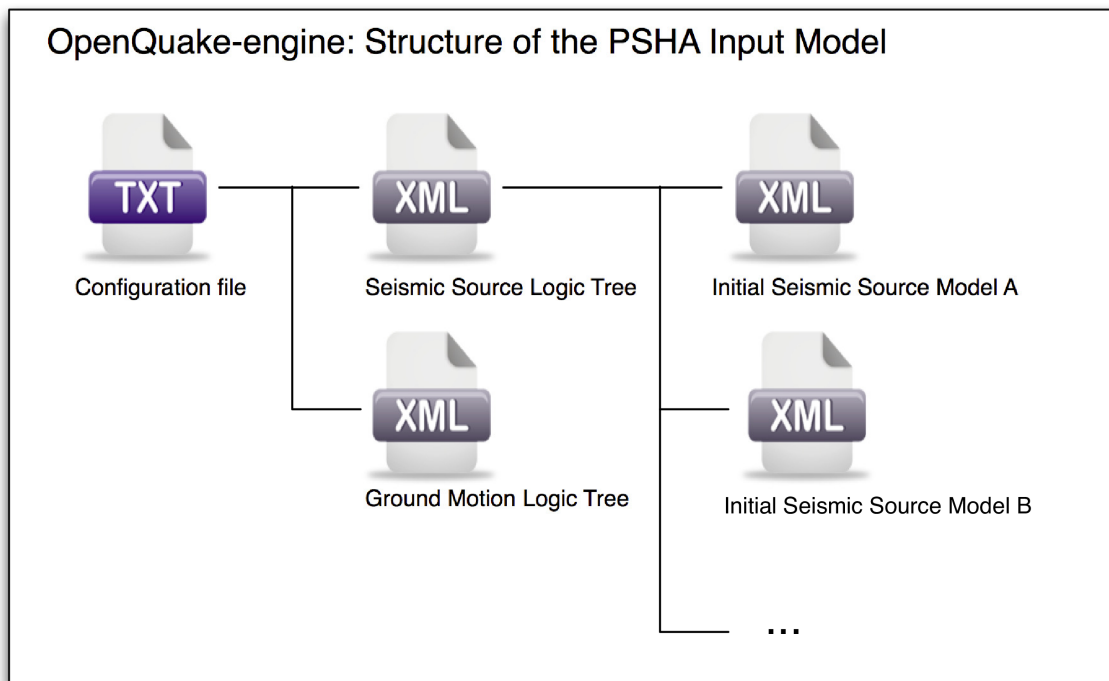 OpenQuake-engine: Structure of the PSHA Input Model
TXT
XML
XML
Configuration file
Seismic Source Logic Tree
Initial Seismic Source Model A
XML
XML
Ground Motion Logic Tree
Initial Seismic Source Model B
...